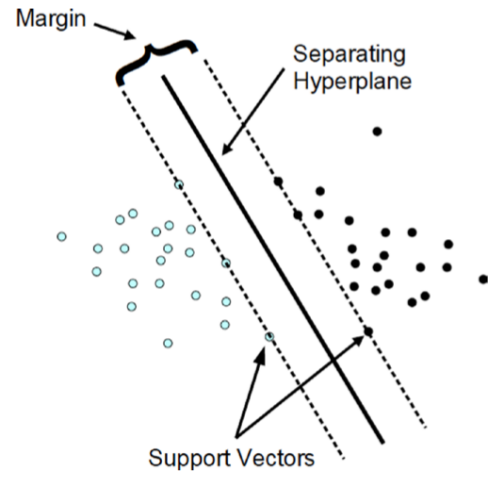 Margin
Separating
Hyperplane
Support Vectors